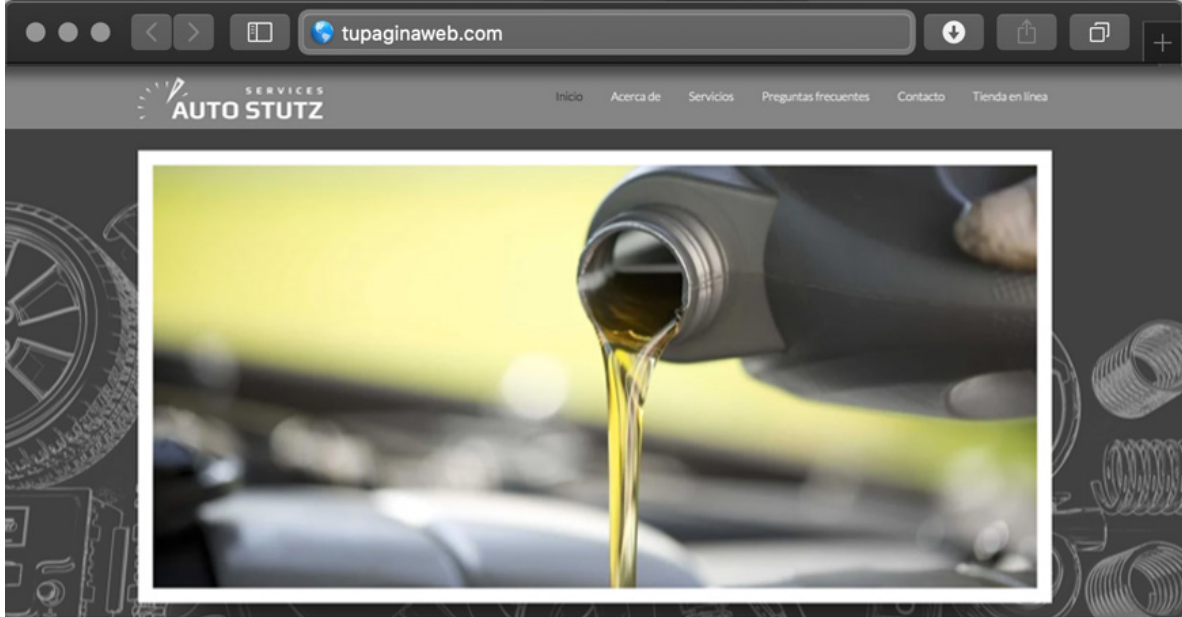 tupaginaweb.com
SERVICES
AUTO STUTZ
Inicio Acerca de Servicios Preguntas frecuentes Contacto Tienda en línea